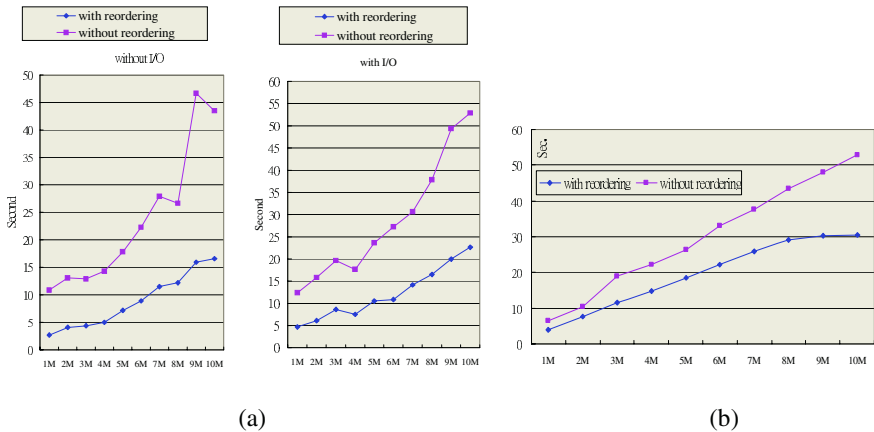 with reordering
without reordering
without I/O
Second
50
45
40
35
30
25
20
15
10
5
0
1M 2M 3M 4M 5M 6M 7M 8M 9M 10M
with reordering
without reordering
with I/O
Second
60
55
50
45
40
35
30
25
20
15
10
5
0
1M 2M 3M 4M 5M 6M 7M 8M 9M 10M
(a)
Sec.
with reordering without reordering
60
50
40
30
20
10
0
1M 2M 3M 4M 5M 6M 7M 8M 9M 10M
(b)